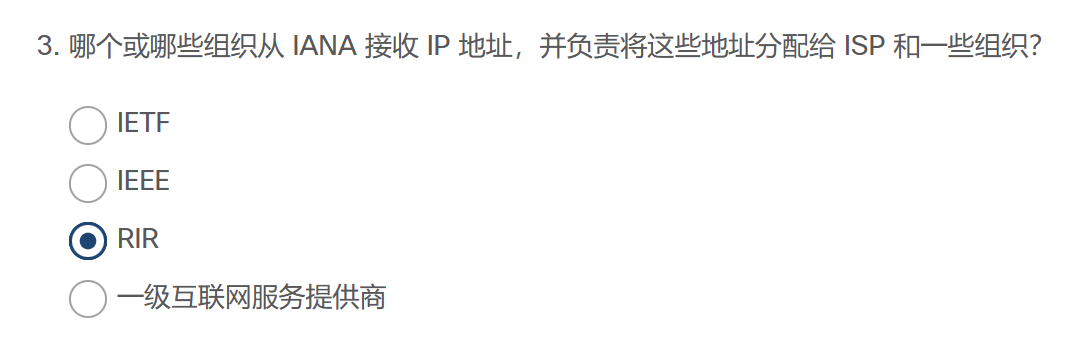 3. 哪个或哪些组织从 IANA 接收 IP 地址，并负责将这些地址分配给 ISP 和一些组织？
IETF
IEEE
RIR
一级互联网服务提供商